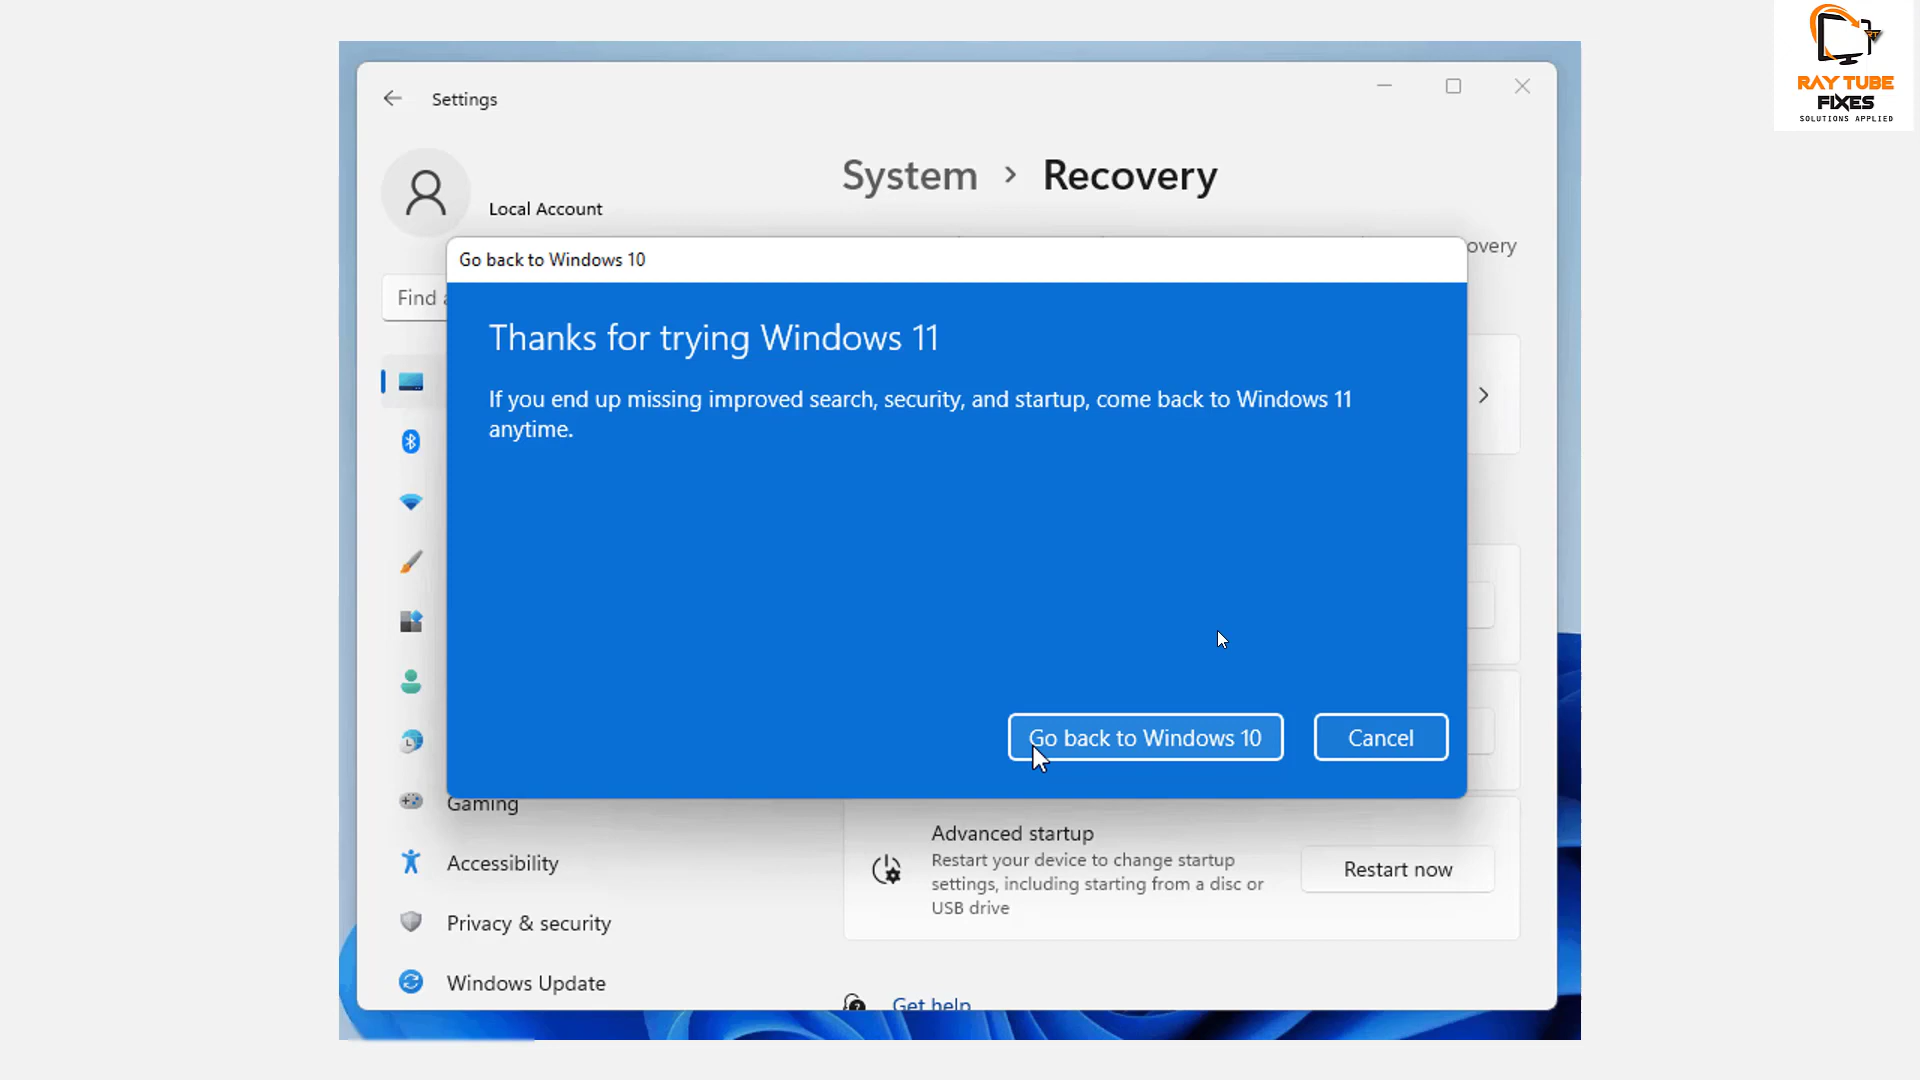 RAY TUBE
FIXES
SOLUTIONS APPLIED
Settings
System › Recovery
Local Account
overy
Go back to Windows 10
Find
Thanks for trying Windows 11
If you end up missing improved search, security, and startup, come back to Windows 11
anytime.
Go back to Windows 10
Cancel
Gaming
Advanced startup
Restart your device to change startup
settings, including starting from a disc or
USB drive
Restart now
Accessibility
Privacy & security
Windows Update
Get help